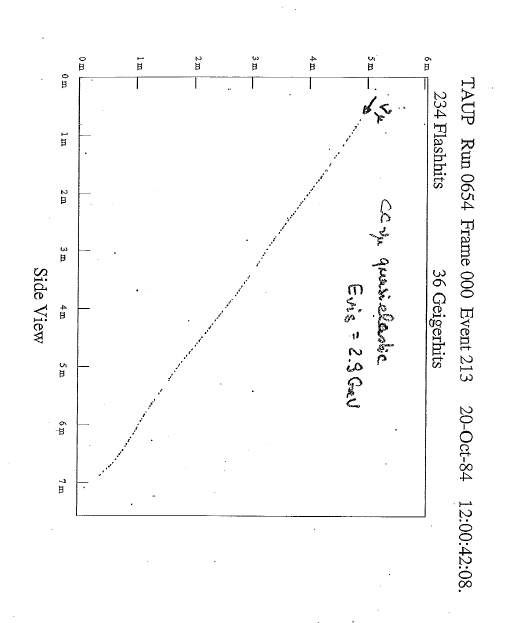 TAUP Run 0654 Frame 000 Event 213 20-Oct-84 12:00:42:08.
234 Flashhits 36 Geigerhits
6 m
5 m
4 m
3 m
2 m
1 m
0 m
νμ
CC νμ quasielastic
Evis = 2.9 GeV
0 m 1 m 2 m 3 m 4 m 5 m 6 m 7 m
Side View